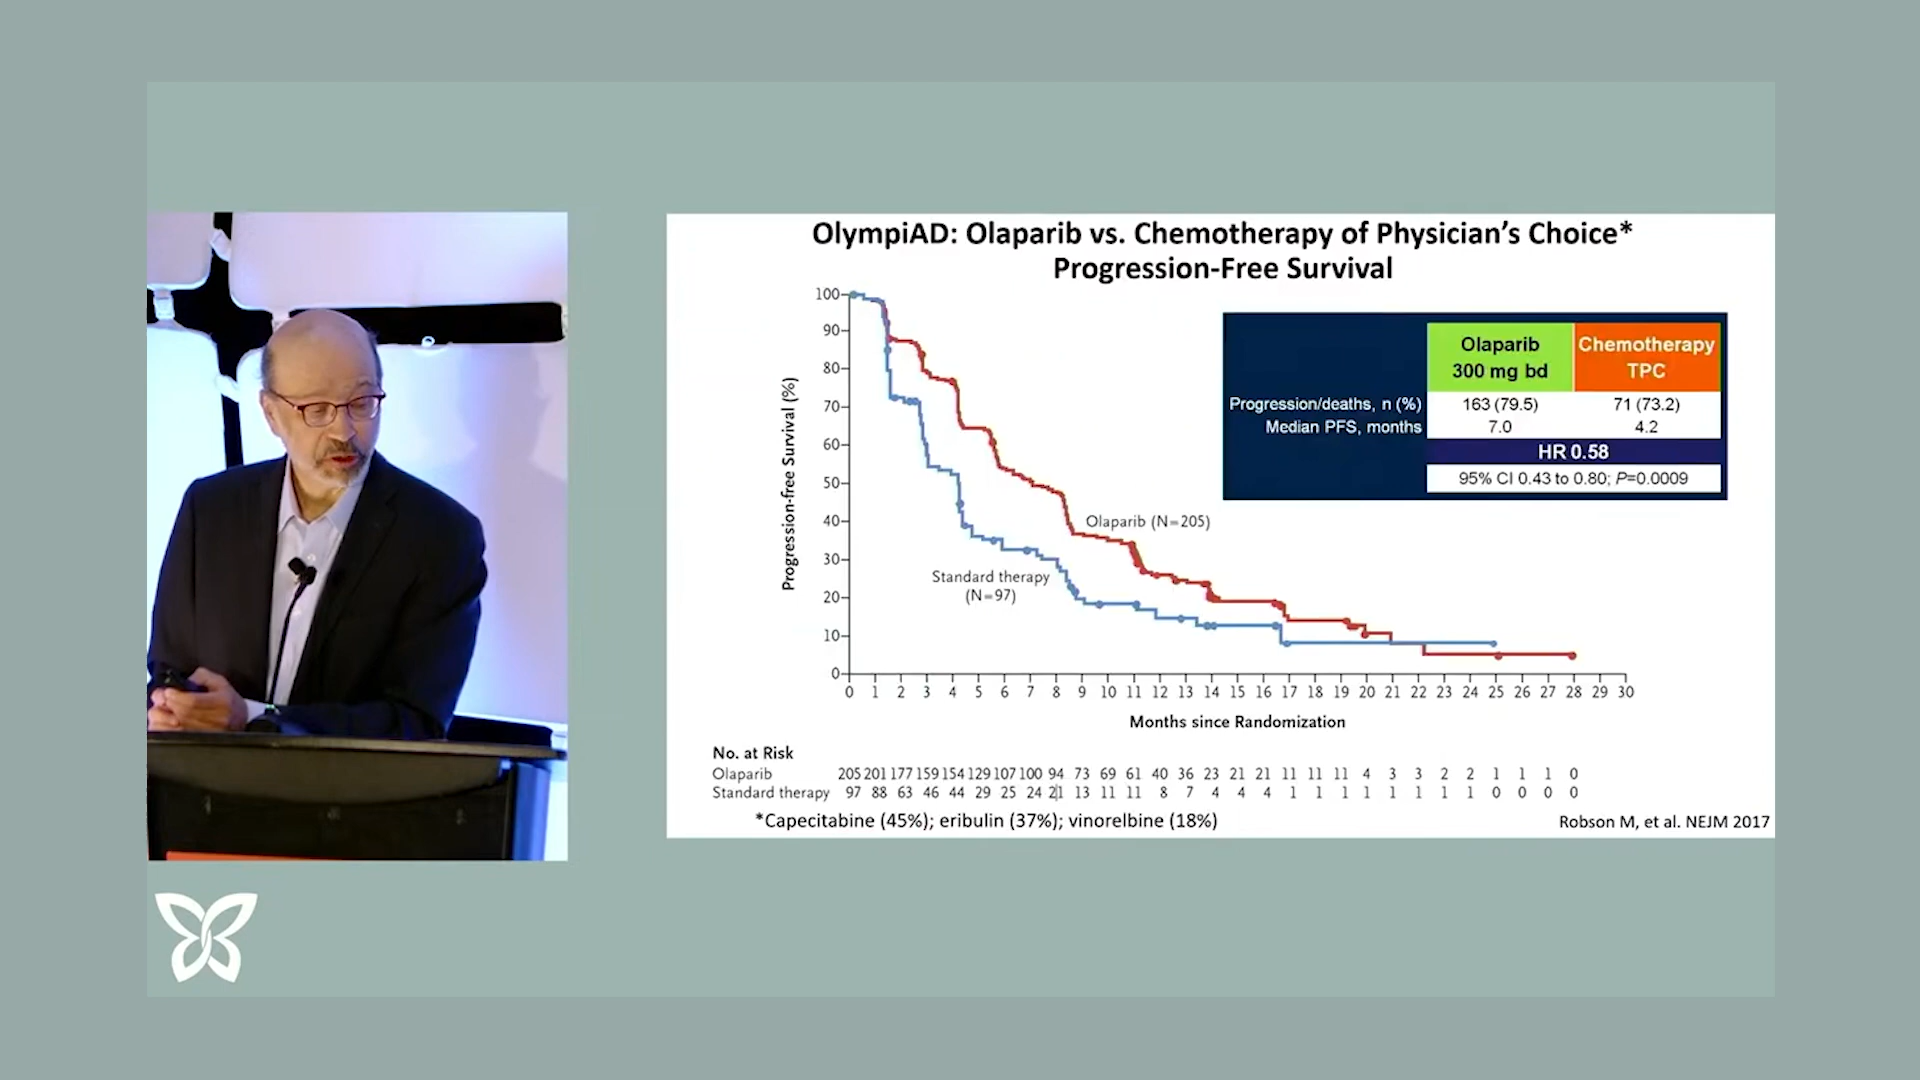 OlympiAD: Olaparib vs. Chemotherapy of Physician's Choice*
Progression-Free Survival
Progression-free Survival (%)
100
90
80
70
60
50
40
30
20
10
0
0 1 2 3 4 5 6 7 8 9 10 11 12 13 14 15 16 17 18 19 20 21 22 23 24 25 26 27 28 29 30
Months since Randomization
Olaparib (N=205)
Standard therapy
(N=97)
Olaparib
300 mg bd
Chemotherapy
TPC
Progression/deaths, n (%) 163 (79.5) 71 (73.2)
Median PFS, months 7.0 4.2
HR 0.58
95% CI 0.43 to 0.80; P=0.0009
No. at Risk
Olaparib 205 201 177 159 154 129 107 100 94 73 69 61 40 36 23 21 21 11 11 11 4 3 3 2 2 1 1 1 0
Standard therapy 97 88 63 46 44 29 25 24 21 13 11 11 8 7 4 4 4 1 1 1 1 1 1 1 1 0 0 0 0
*Capecitabine (45%); eribulin (37%); vinorelbine (18%)
Robson M, et al. NEJM 2017